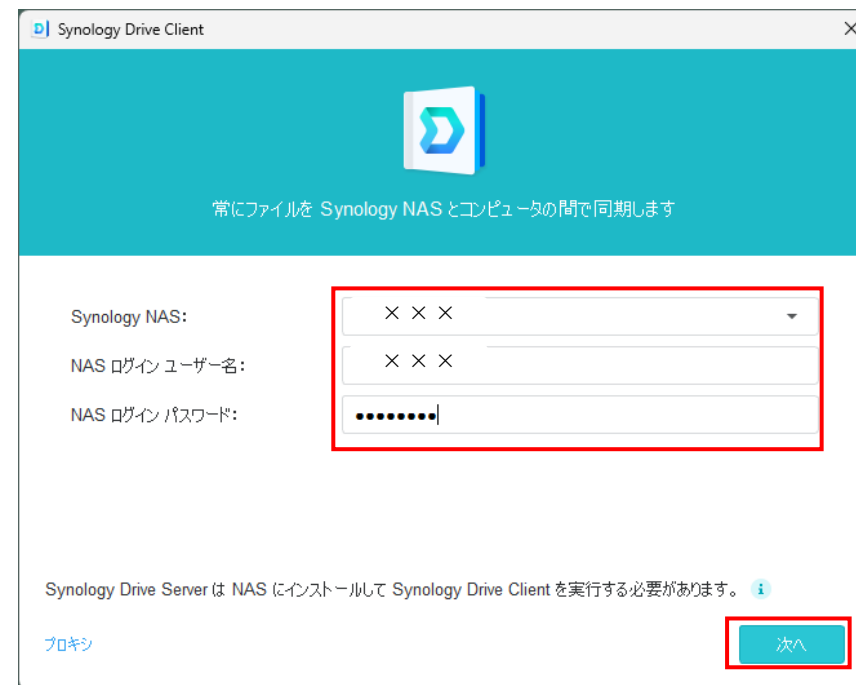 Synology Drive Client
常にファイルを Synology NAS とコンピュータの間で同期します
Synology NAS: ×××
NAS ログイン ユーザー名: ×××
NAS ログイン パスワード: ••••••••
Synology Drive Server は NAS にインストールして Synology Drive Client を実行する必要があります。 i
プロキシ 次へ